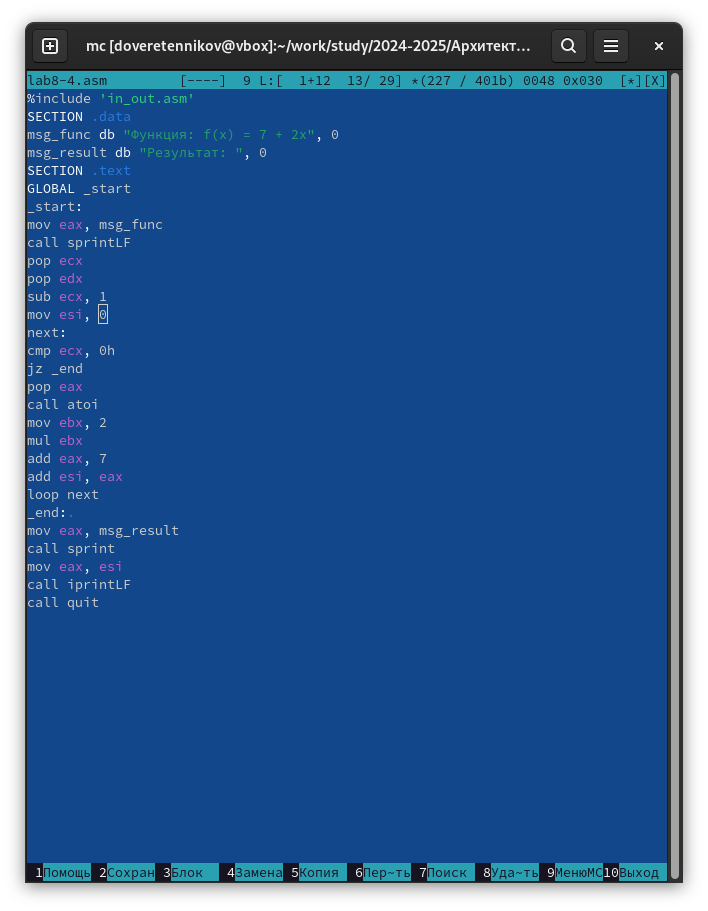 mc [doveretennikov@vbox]:~/work/study/2024-2025/Архитект…
lab8-4.asm [----] 9 L:[ 1+12 13/ 29] *(227 / 401b) 0048 0x030 [*][X]
%include 'in_out.asm'
SECTION .data
msg_func db "Функция: f(x) = 7 + 2x", 0
msg_result db "Результат: ", 0
SECTION .text
GLOBAL _start
_start:
mov eax, msg_func
call sprintLF
pop ecx
pop edx
sub ecx, 1
mov esi, 0
next:
cmp ecx, 0h
jz _end
pop eax
call atoi
mov ebx, 2
mul ebx
add eax, 7
add esi, eax
loop next
_end:.
mov eax, msg_result
call sprint
mov eax, esi
call iprintLF
call quit
1Помощь 2Сохран 3Блок 4Замена 5Копия 6Пер~ть 7Поиск 8Уда~ть 9МенюMC 10Выход